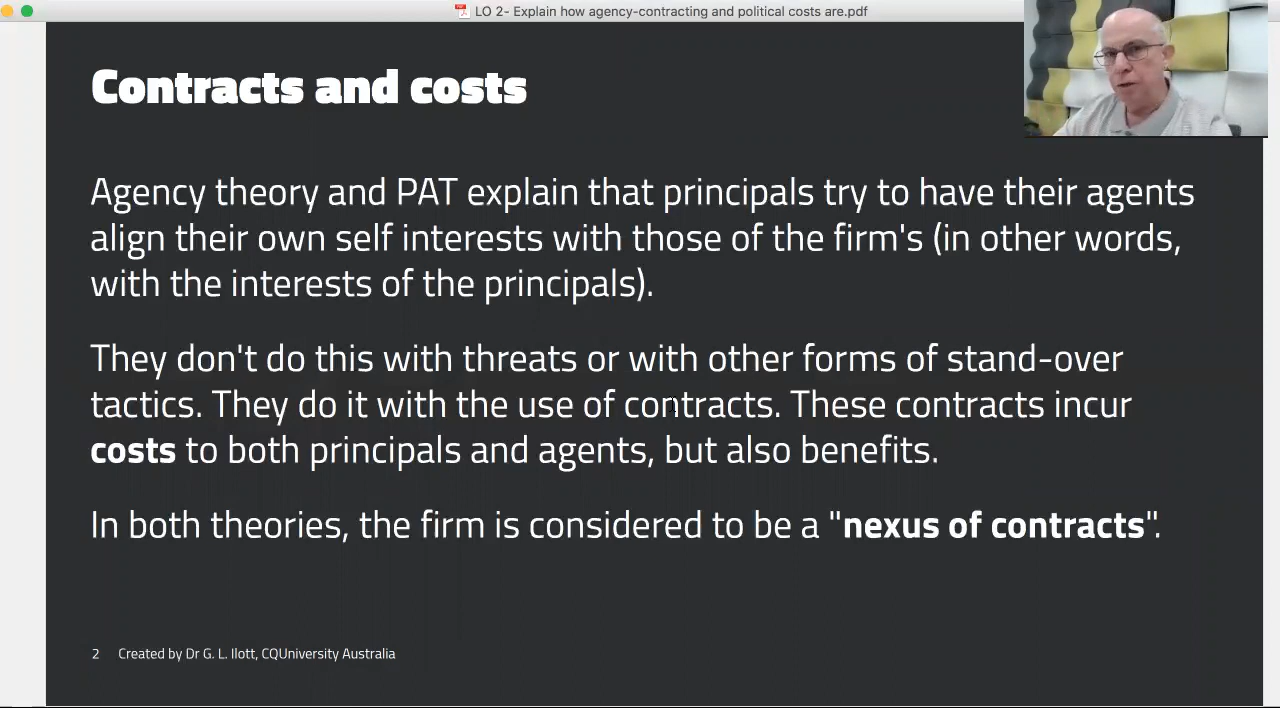 LO 2- Explain how agency-contracting and political costs are.pdf
Contracts and costs
Agency theory and PAT explain that principals try to have their agents
align their own self interests with those of the firm's (in other words,
with the interests of the principals).
They don't do this with threats or with other forms of stand-over
tactics. They do it with the use of contracts. These contracts incur
costs to both principals and agents, but also benefits.
In both theories, the firm is considered to be a "nexus of contracts".
2 Created by Dr G. L. Ilott, CQUniversity Australia